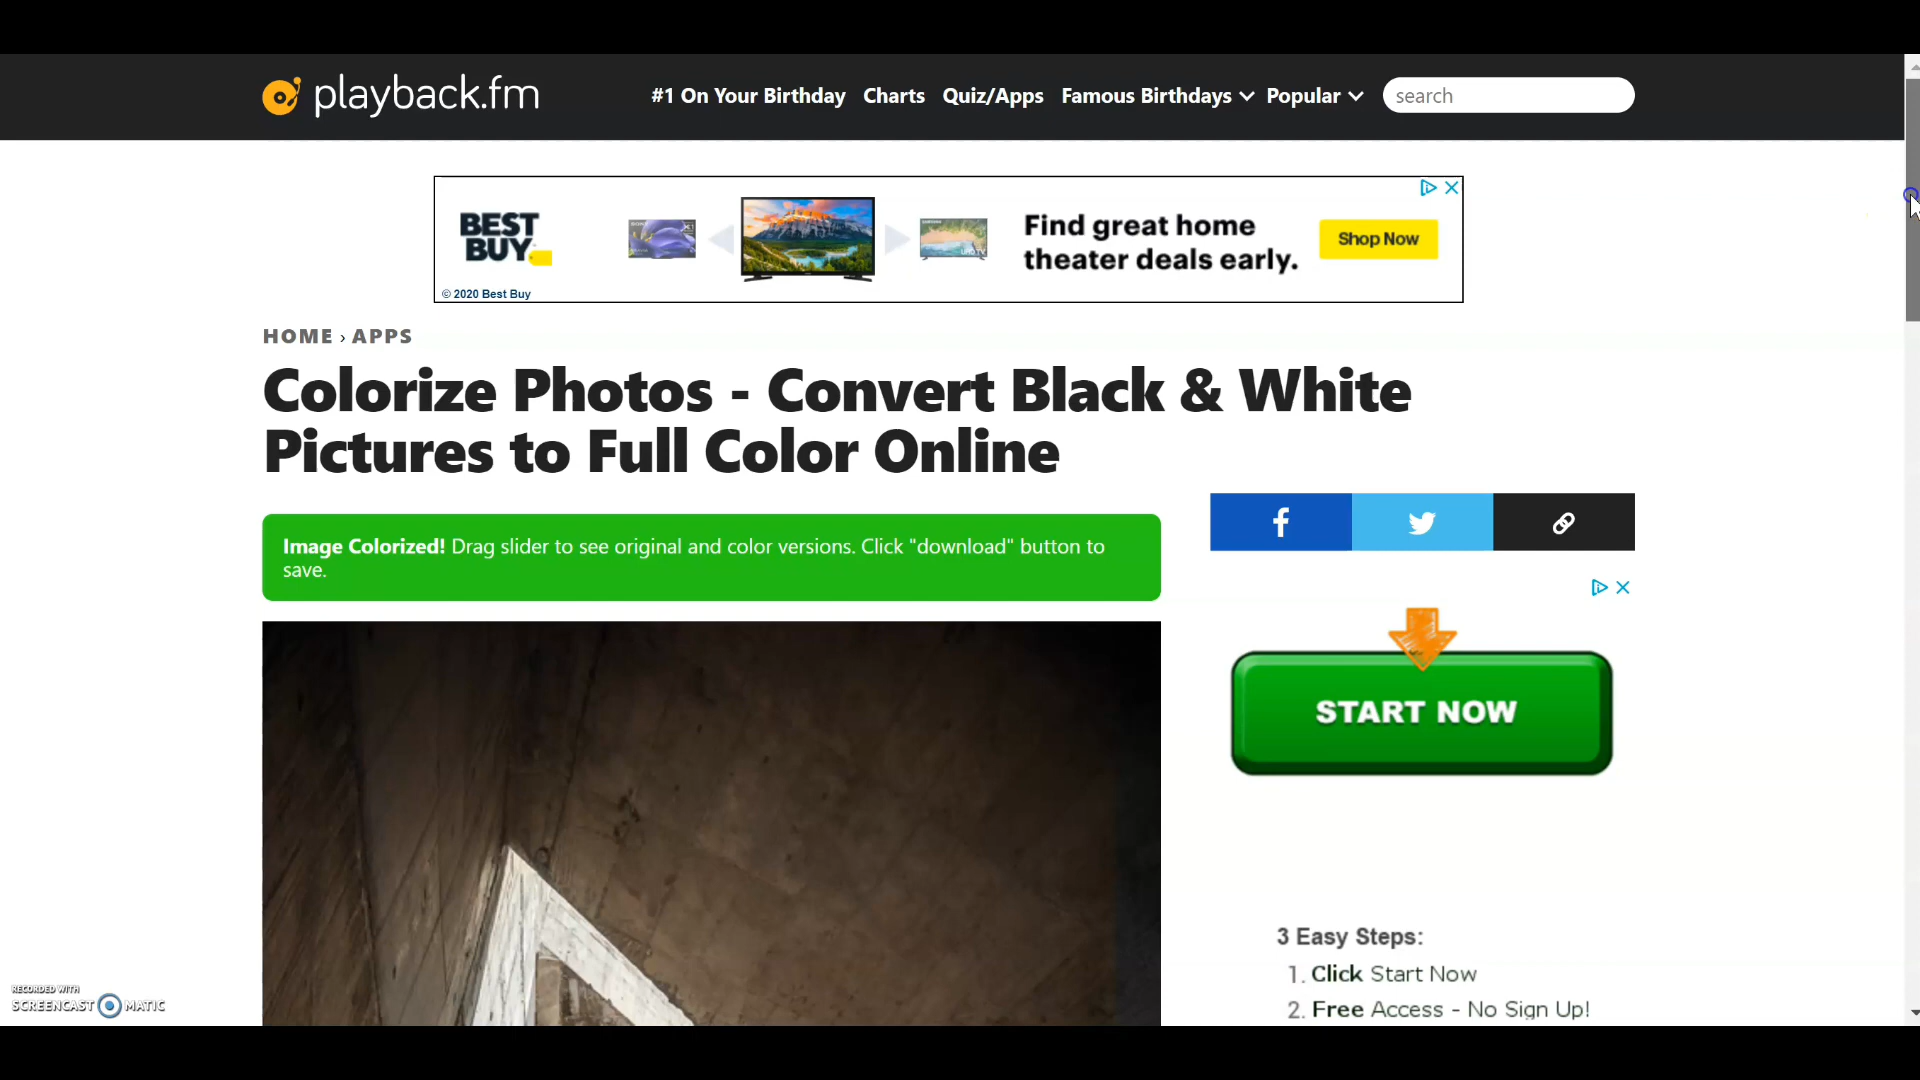 playback.fm
#1 On Your Birthday Charts Quiz/Apps Famous Birthdays Popular search
BEST
BUY
Find great home
theater deals early.
Shop Now
© 2020 Best Buy
HOME › APPS
Colorize Photos - Convert Black & White
Pictures to Full Color Online
Image Colorized! Drag slider to see original and color versions. Click "download" button to
save.
START NOW
3 Easy Steps:
1. Click Start Now
2. Free Access - No Sign Up!
RECORDED WITH
SCREENCAST MATIC